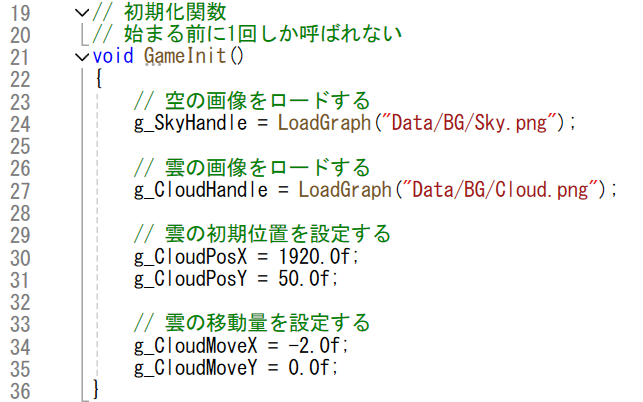 19 // 初期化関数
20 // 始まる前に1回しか呼ばれない
21 void GameInit()
22 {
23 // 空の画像をロードする
24 g_SkyHandle = LoadGraph("Data/BG/Sky.png");
25
26 // 雲の画像をロードする
27 g_CloudHandle = LoadGraph("Data/BG/Cloud.png");
28
29 // 雲の初期位置を設定する
30 g_CloudPosX = 1920.0f;
31 g_CloudPosY = 50.0f;
32
33 // 雲の移動量を設定する
34 g_CloudMoveX = -2.0f;
35 g_CloudMoveY = 0.0f;
36 }